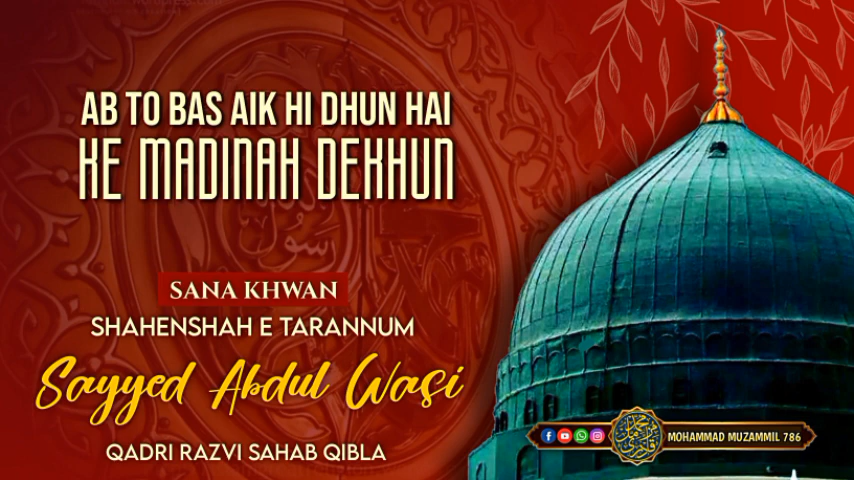 AB TO BAS AIK HI DHUN HAI
KE MADINAH DEKHUN
SANA KHWAN
SHAHENSHAH E TARANNUM
Sayyed Abdul Wasi
QADRI RAZVI SAHAB QIBLA
MOHAMMAD MUZAMMIL 786
رسول